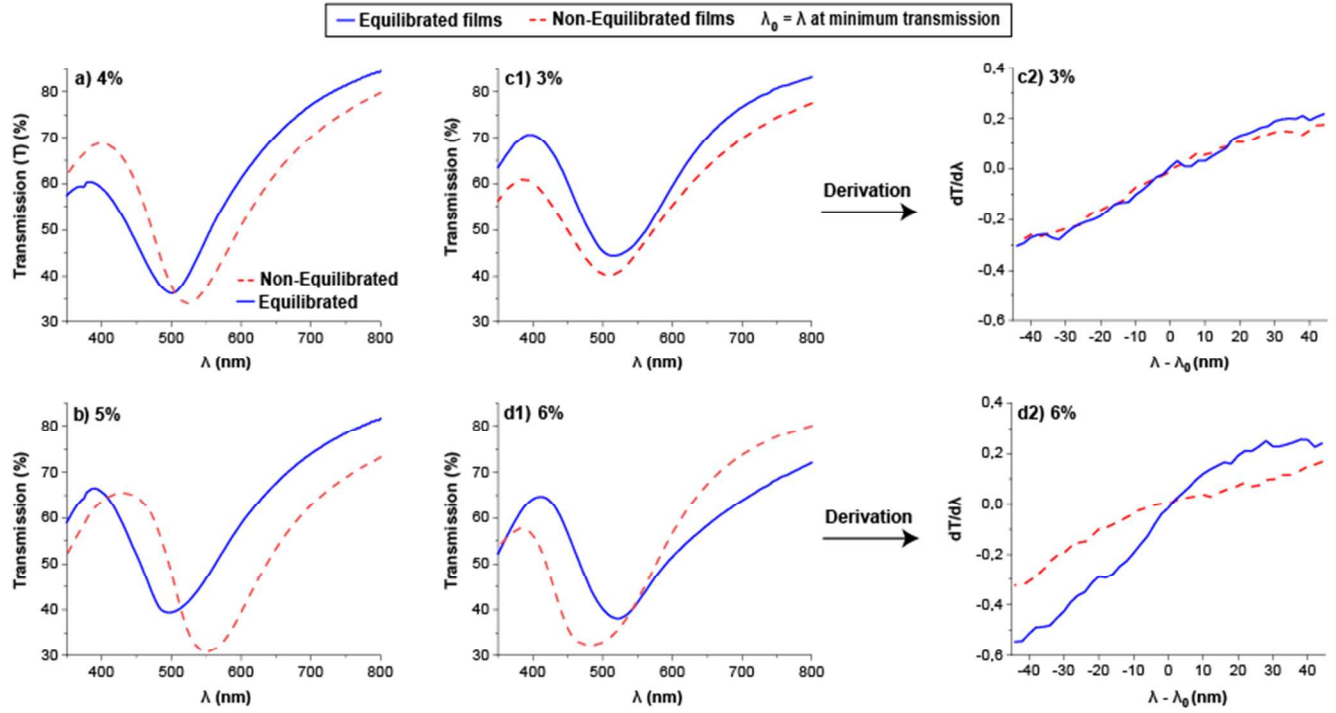 Equilibrated films Non-Equilibrated films λ0 = λ at minimum transmission
a) 4%
Transmission (T) (%)
80
70
60
50
40
30
400 500 600 700 800
λ (nm)
Non-Equilibrated
Equilibrated
c1) 3%
Transmission (%)
80
70
60
50
40
30
400 500 600 700 800
λ (nm)
Derivation
c2) 3%
dT/dλ
0,4
0,2
0,0
-0,2
-0,4
-0,6
-40 -30 -20 -10 0 10 20 30 40
λ - λ0 (nm)
b) 5%
Transmission (%)
80
70
60
50
40
30
400 500 600 700 800
λ (nm)
d1) 6%
Transmission (%)
80
70
60
50
40
30
400 500 600 700 800
λ (nm)
Derivation
d2) 6%
dT/dλ
0,4
0,2
0,0
-0,2
-0,4
-0,6
-40 -30 -20 -10 0 10 20 30 40
λ - λ0 (nm)